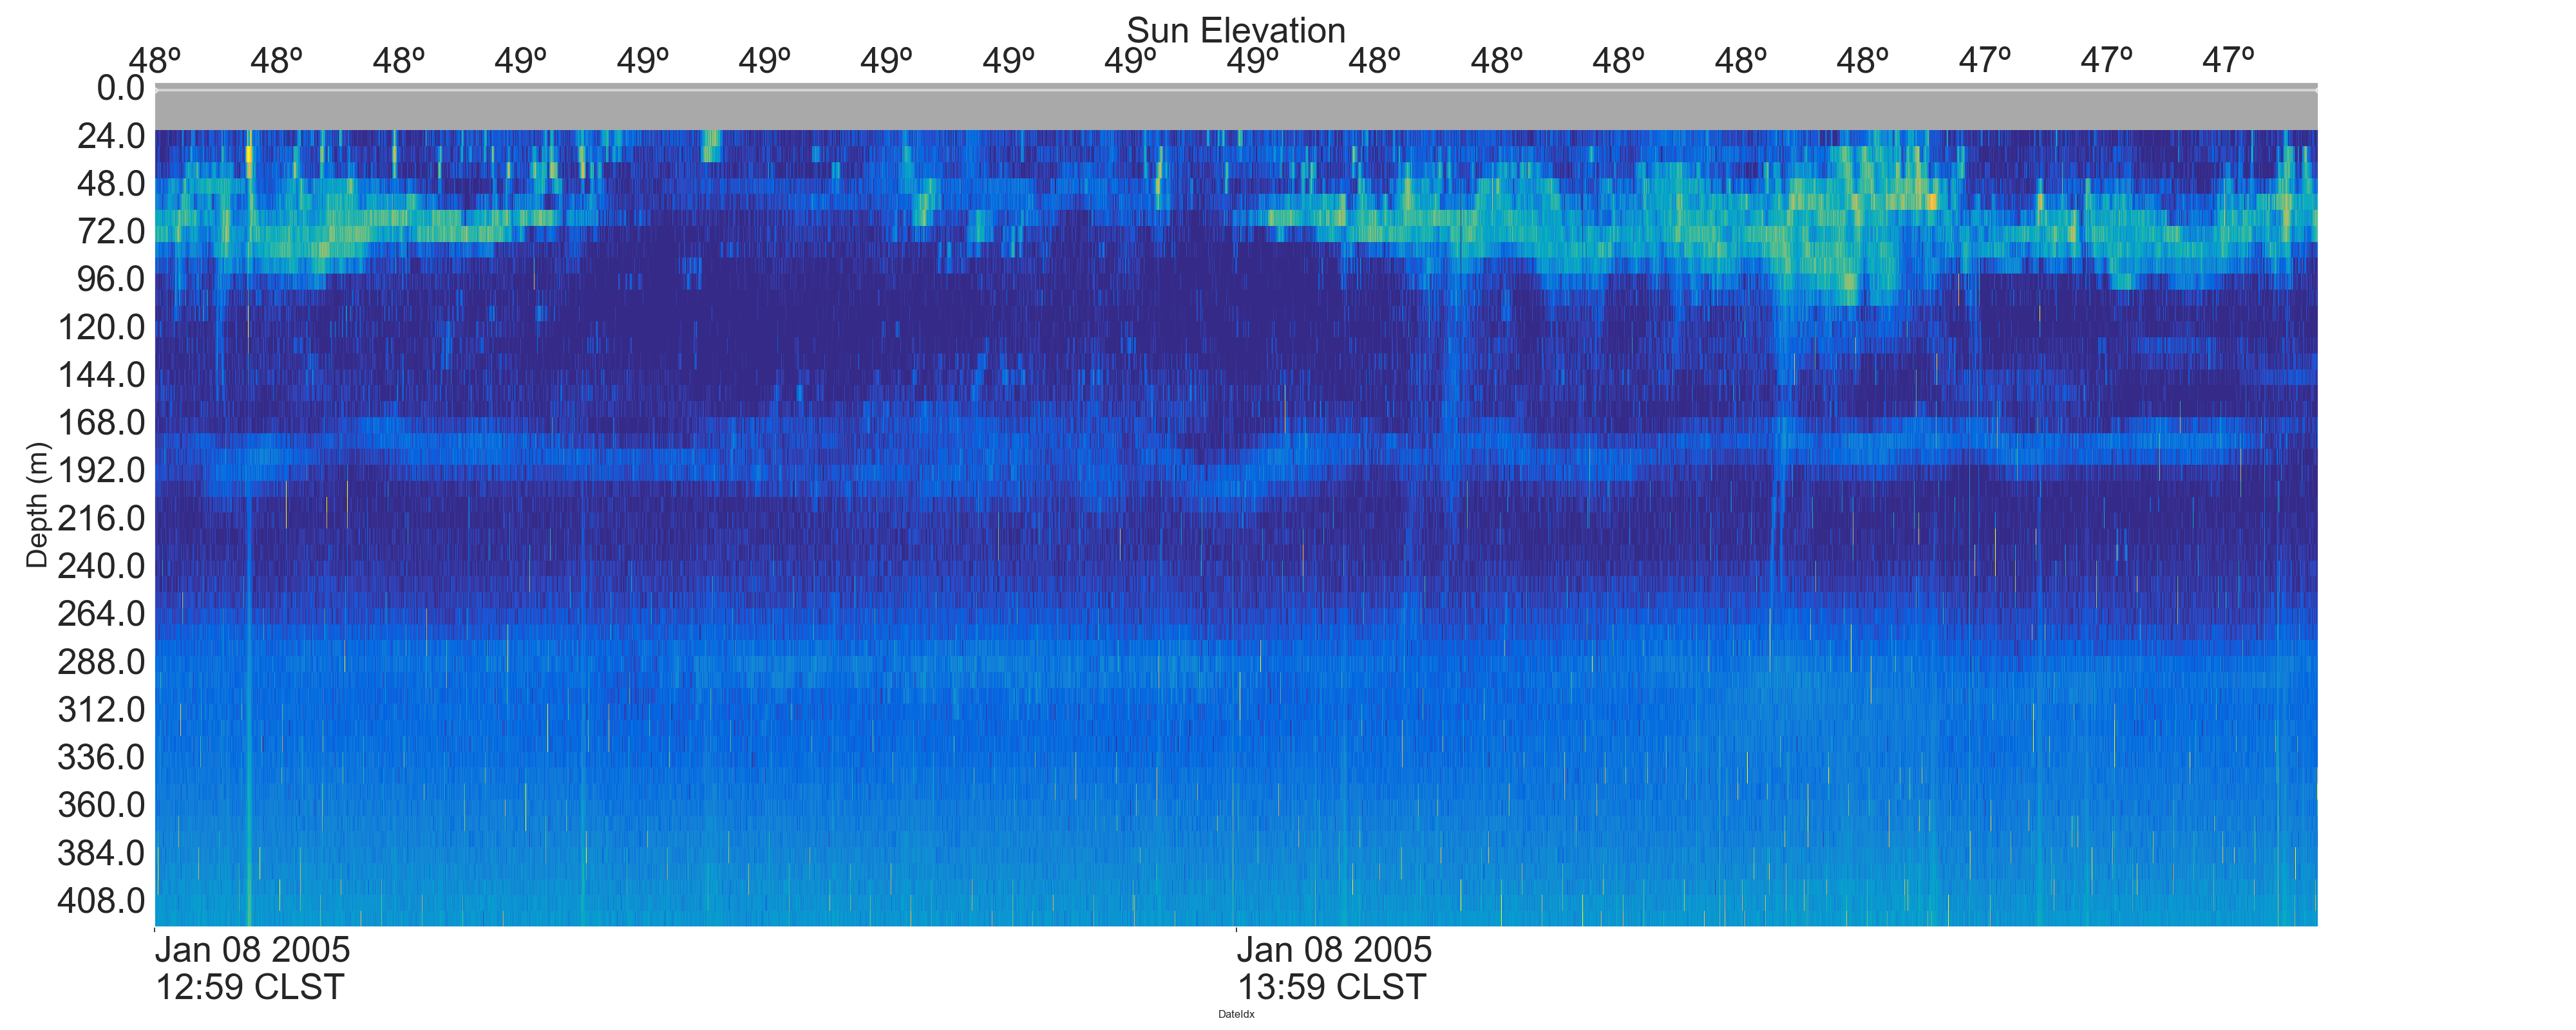 Sun Elevation
48º 48º 48º 49º 49º 49º 49º 49º 49º 49º 48º 48º 48º 48º 48º 47º 47º 47º
0.0
24.0
48.0
72.0
96.0
120.0
144.0
168.0
192.0
216.0
240.0
264.0
288.0
312.0
336.0
360.0
384.0
408.0
Depth (m)
Jan 08 2005
12:59 CLST
Jan 08 2005
13:59 CLST
DateIdx